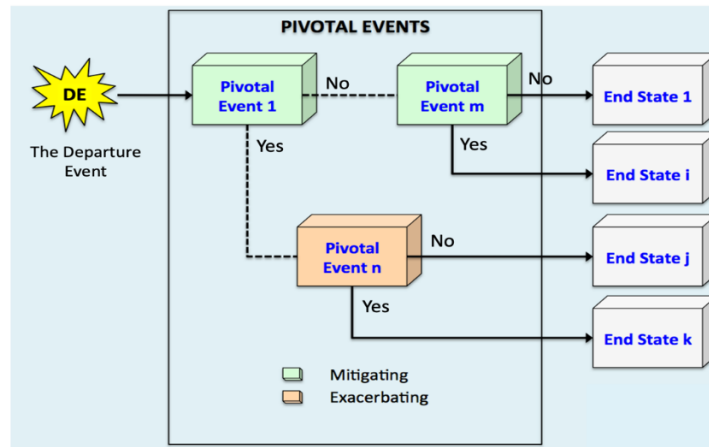 PIVOTAL EVENTS
DE
The Departure
Event
Pivotal
Event 1
No
Yes
Pivotal
Event m
No
Yes
End State 1
End State i
Pivotal
Event n
No
Yes
End State j
End State k
Mitigating
Exacerbating